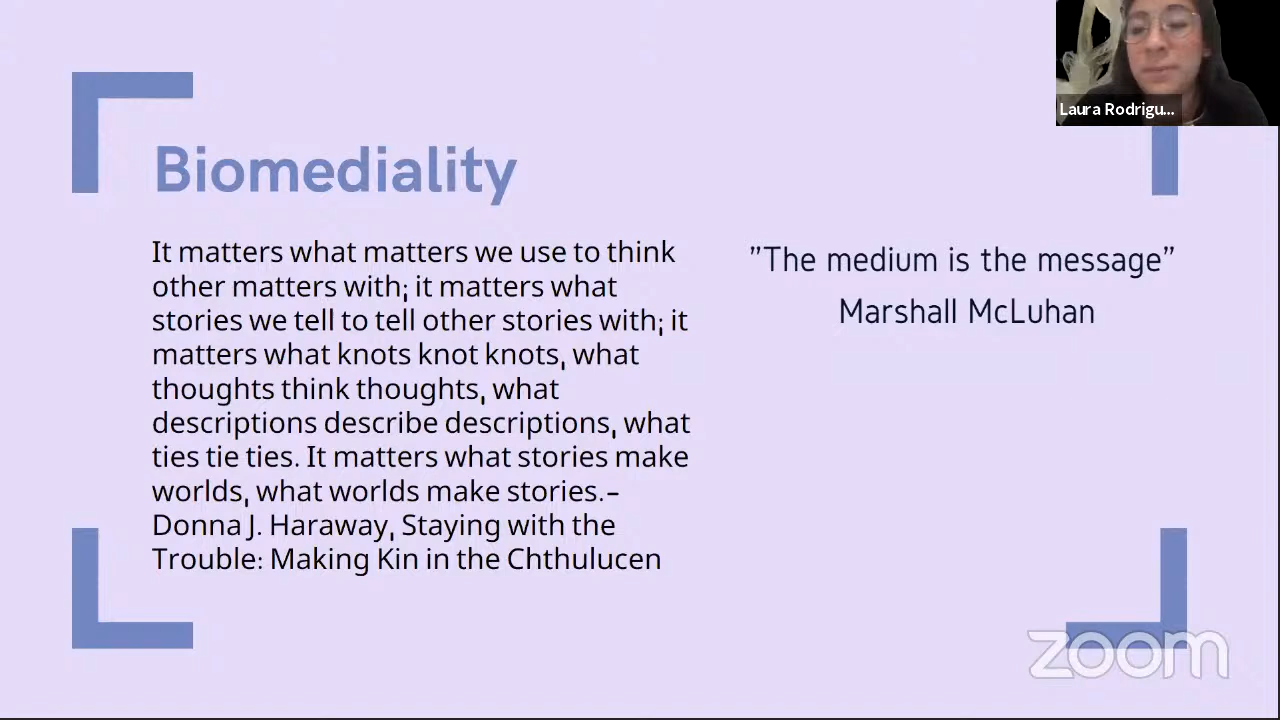 Laura Rodrigu...
Biomediality
It matters what matters we use to think
other matters with; it matters what
stories we tell to tell other stories with; it
matters what knots knot knots, what
thoughts think thoughts, what
descriptions describe descriptions, what
ties tie ties. It matters what stories make
worlds, what worlds make stories.–
Donna J. Haraway, Staying with the
Trouble: Making Kin in the Chthulucen
”The medium is the message”
Marshall McLuhan
zoom